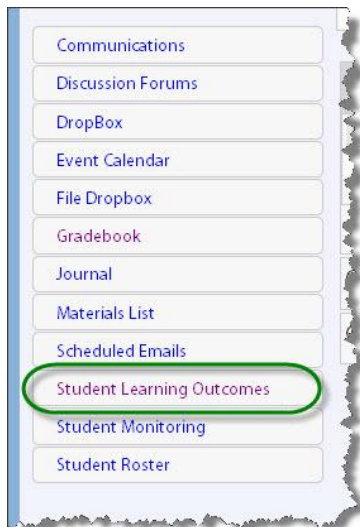 Communications
Discussion Forums
DropBox
Event Calendar
File Dropbox
Gradebook
Journal
Materials List
Scheduled Emails
Student Learning Outcomes
Student Monitoring
Student Roster